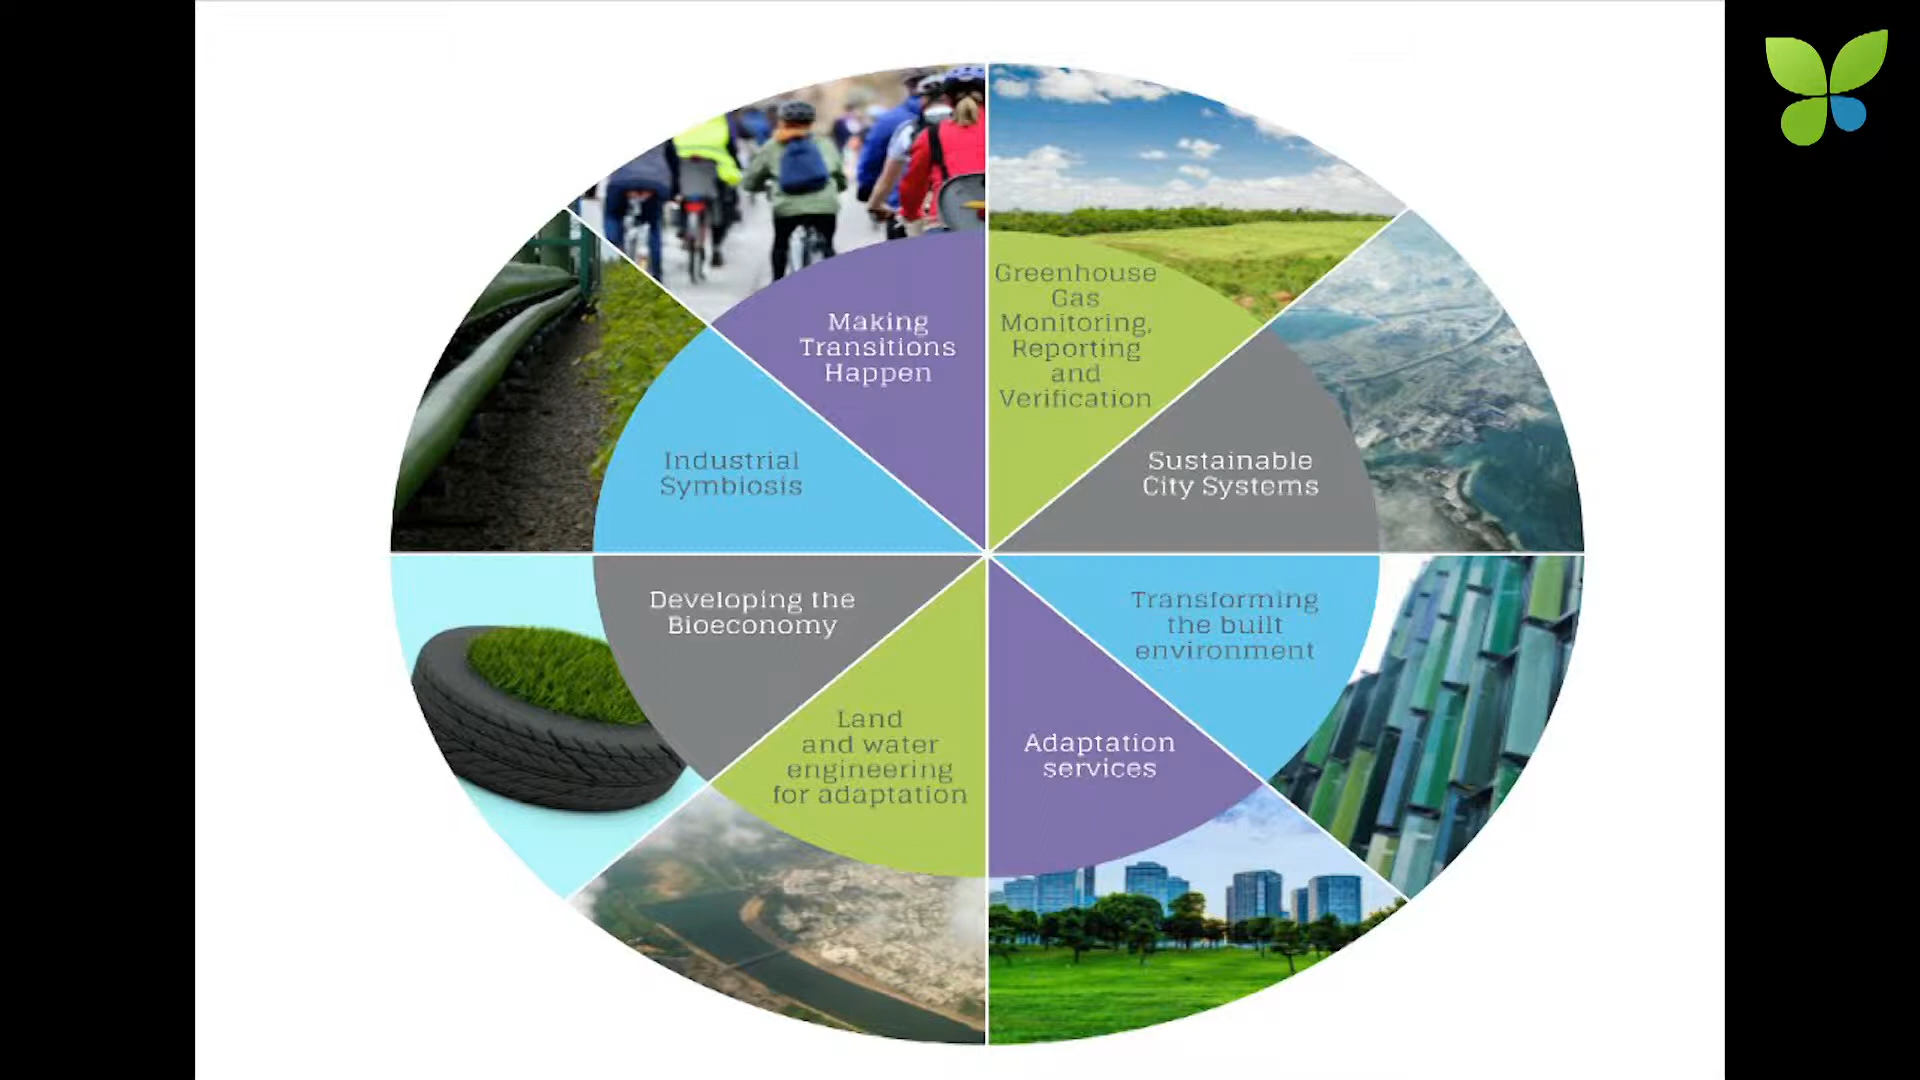 Making
Transitions
Happen
Greenhouse
Gas
Monitoring,
Reporting
and
Verification
Industrial
Symbiosis
Sustainable
City Systems
Developing the
Bioeconomy
Transforming
the built
environment
Land
and water
engineering
for adaptation
Adaptation
services